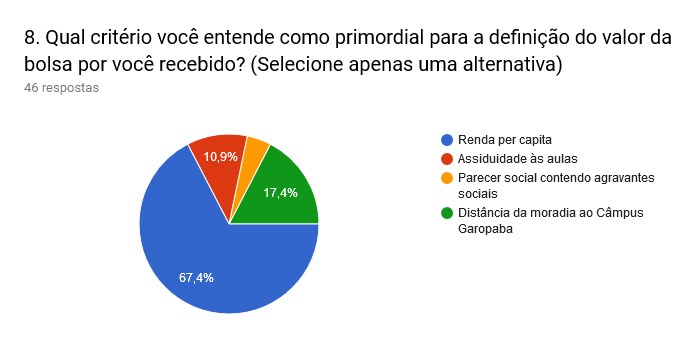 8. Qual critério você entende como primordial para a definição do valor da
bolsa por você recebido? (Selecione apenas uma alternativa)
46 respostas
10,9%
17,4%
67,4%
Renda per capita
Assiduidade às aulas
Parecer social contendo agravantes
sociais
Distância da moradia ao Câmpus
Garopaba